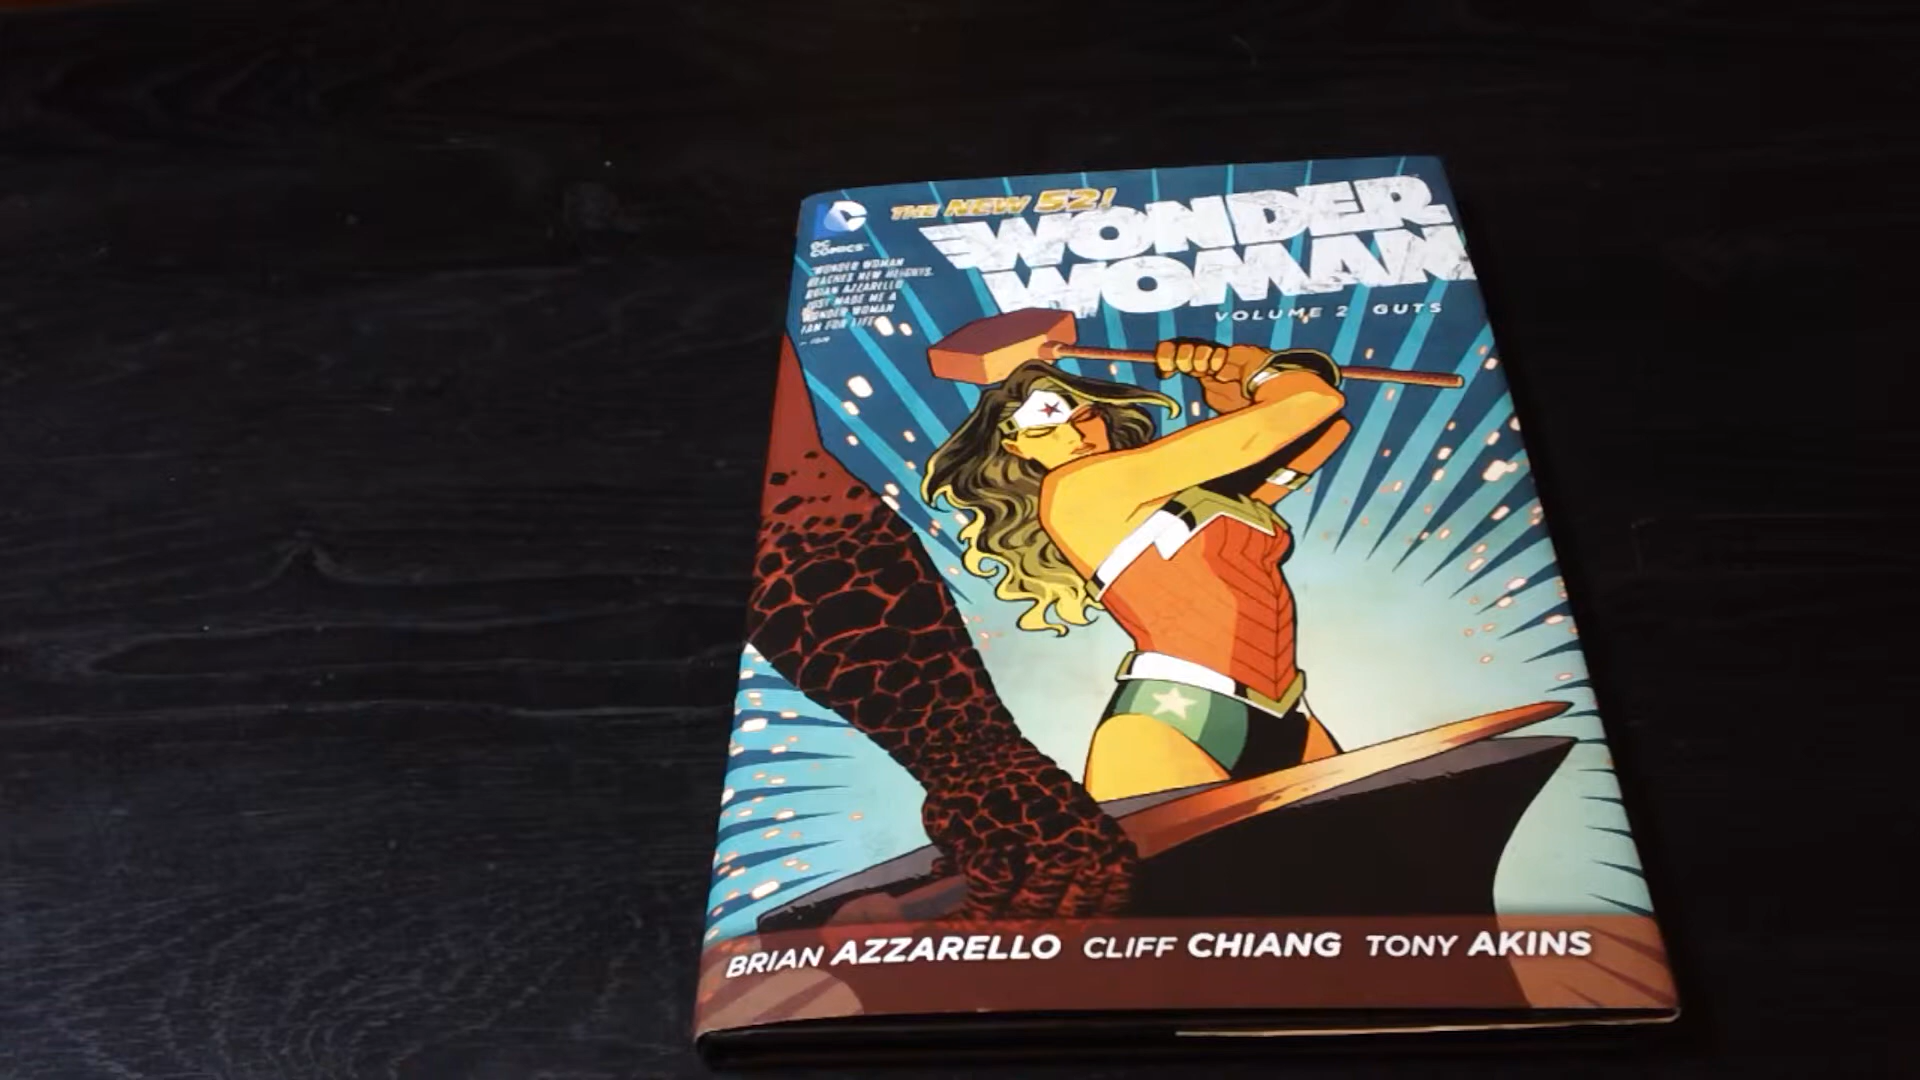 THE NEW 52!
WONDER
WOMAN
VOLUME 2 GUTS
DC
COMICS™
"WONDER WOMAN
REACHES NEW HEIGHTS.
BRIAN AZZARELLO
JUST MADE ME A
WONDER WOMAN
FAN FOR LIFE."
BRIAN AZZARELLO CLIFF CHIANG TONY AKINS